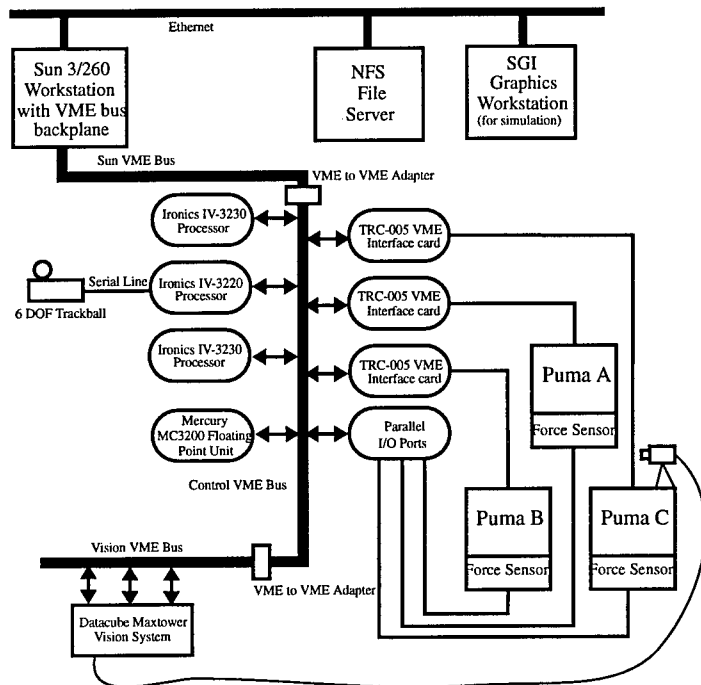 Ethernet
Sun 3/260
Workstation
with VME bus
backplane
NFS
File
Server
SGI
Graphics
Workstation
(for simulation)
Sun VME Bus
VME to VME Adapter
Ironics IV-3230
Processor
TRC-005 VME
Interface card
Serial Line
6 DOF Trackball
Ironics IV-3220
Processor
TRC-005 VME
Interface card
Ironics IV-3230
Processor
TRC-005 VME
Interface card
Puma A
Force Sensor
Mercury
MC3200 Floating
Point Unit
Parallel
I/O Ports
Control VME Bus
Puma B
Force Sensor
Puma C
Force Sensor
Vision VME Bus
VME to VME Adapter
Datacube Maxtower
Vision System